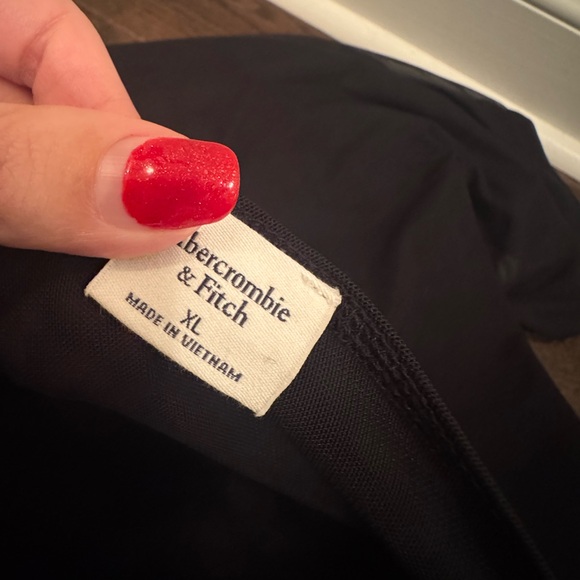 bercrombie
& Fitch
XL
MADE IN VIETNAM